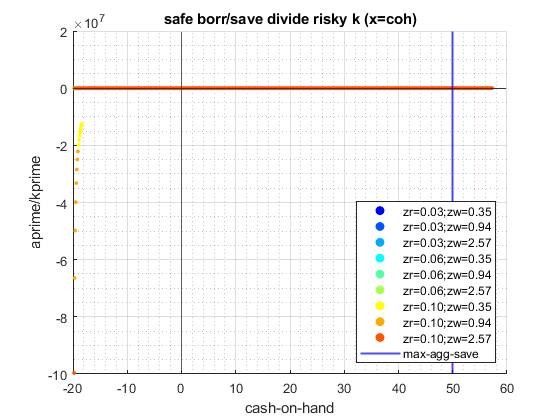 safe borr/save divide risky k (x=coh)
×10⁷
2
0
-2
-4
-6
-8
-10
aprime/kprime
zr=0.03;zw=0.35
zr=0.03;zw=0.94
zr=0.03;zw=2.57
zr=0.06;zw=0.35
zr=0.06;zw=0.94
zr=0.06;zw=2.57
zr=0.10;zw=0.35
zr=0.10;zw=0.94
zr=0.10;zw=2.57
max-agg-save
-20 -10 0 10 20 30 40 50 60
cash-on-hand